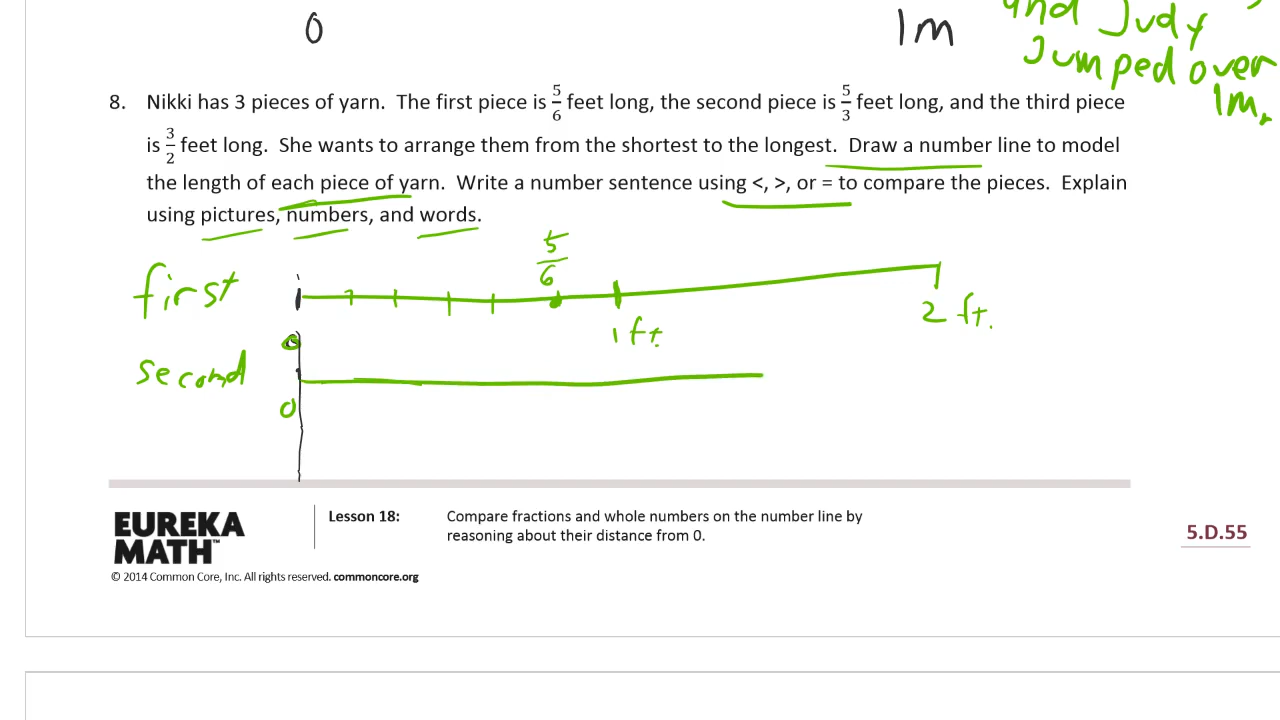 and Judy
Jumped over
1m.
0 1m
8. Nikki has 3 pieces of yarn. The first piece is 5/6 feet long, the second piece is 5/3 feet long, and the third piece
is 3/2 feet long. She wants to arrange them from the shortest to the longest. Draw a number line to model
the length of each piece of yarn. Write a number sentence using <, >, or = to compare the pieces. Explain
using pictures, numbers, and words.
5/6
first
1 ft. 2 ft.
0
second
0
EUREKA
MATH™
Lesson 18: Compare fractions and whole numbers on the number line by
reasoning about their distance from 0.
5.D.55
© 2014 Common Core, Inc. All rights reserved. commoncore.org